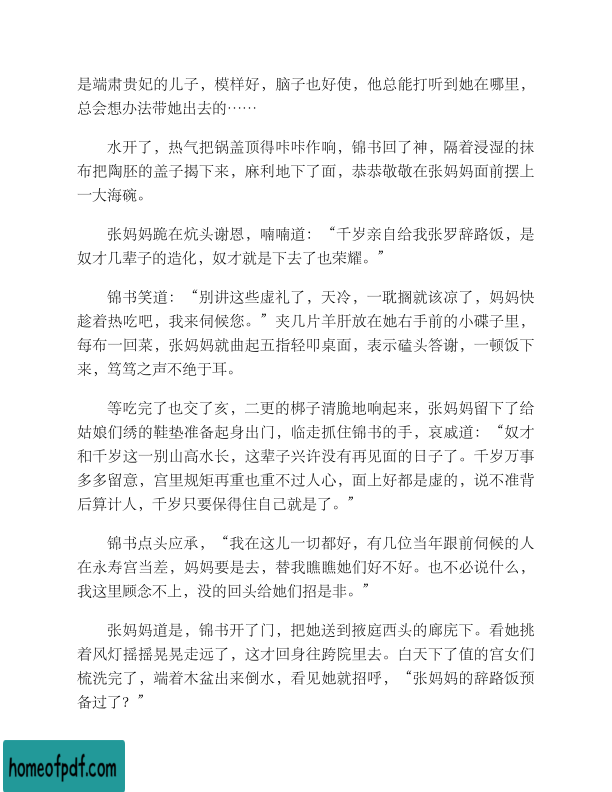 是端肃贵妃的儿子，模样好，脑子也好使，他总能打听到她在哪里，
总会想办法带她出去的……
水开了，热气把锅盖顶得咔咔作响，锦书回了神，隔着浸湿的抹
布把陶胚的盖子揭下来，麻利地下了面，恭恭敬敬在张妈妈面前摆上
一大海碗。
张妈妈跪在炕头谢恩，喃喃道：“千岁亲自给我张罗辞路饭，是
奴才几辈子的造化，奴才就是下去了也荣耀。”
锦书笑道：“别讲这些虚礼了，天冷，一耽搁就该凉了，妈妈快
趁着热吃吧，我来伺候您。”夹几片羊肝放在她右手前的小碟子里，
每布一回菜，张妈妈就曲起五指轻叩桌面，表示磕头答谢，一顿饭下
来，笃笃之声不绝于耳。
等吃完了也交了亥，二更的梆子清脆地响起来，张妈妈留下了给
姑娘们绣的鞋垫准备起身出门，临走抓住锦书的手，哀戚道：“奴才
和千岁这一别山高水长，这辈子兴许没有再见面的日子了。千岁万事
多多留意，宫里规矩再重也重不过人心，面上好都是虚的，说不准背
后算计人，千岁只要保得住自己就是了。”
锦书点头应承，“我在这儿一切都好，有几位当年跟前伺候的人
在永寿宫当差，妈妈要是去，替我瞧瞧她们好不好。也不必说什么，
我这里顾念不上，没的回头给她们招是非。”
张妈妈道是，锦书开了门，把她送到掖庭西头的廊庑下。看她挑
着风灯摇摇晃晃走远了，这才回身往跨院里去。白天下了值的宫女们
梳洗完了，端着木盆出来倒水，看见她就招呼，“张妈妈的辞路饭预
备过了？”
homeofpdf.com